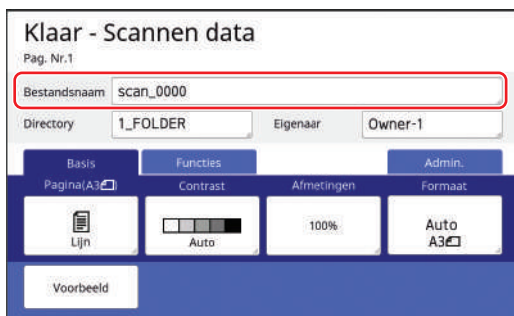 Klaar - Scannen data
Pag. Nr.1
Bestandsnaam scan_0000
Directory 1_FOLDER Eigenaar Owner-1
Basis Functies Admin.
Pagina(A3) Contrast Afmetingen Formaat
Lijn Auto 100% Auto
A3
Voorbeeld